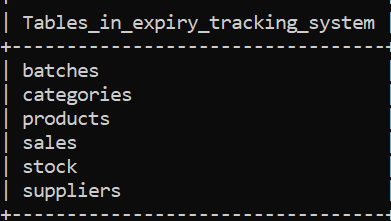 | Tables_in_expiry_tracking_system |
+----------------------------------+
| batches
| categories
| products
| sales
| stock
| suppliers
+----------------------------------+